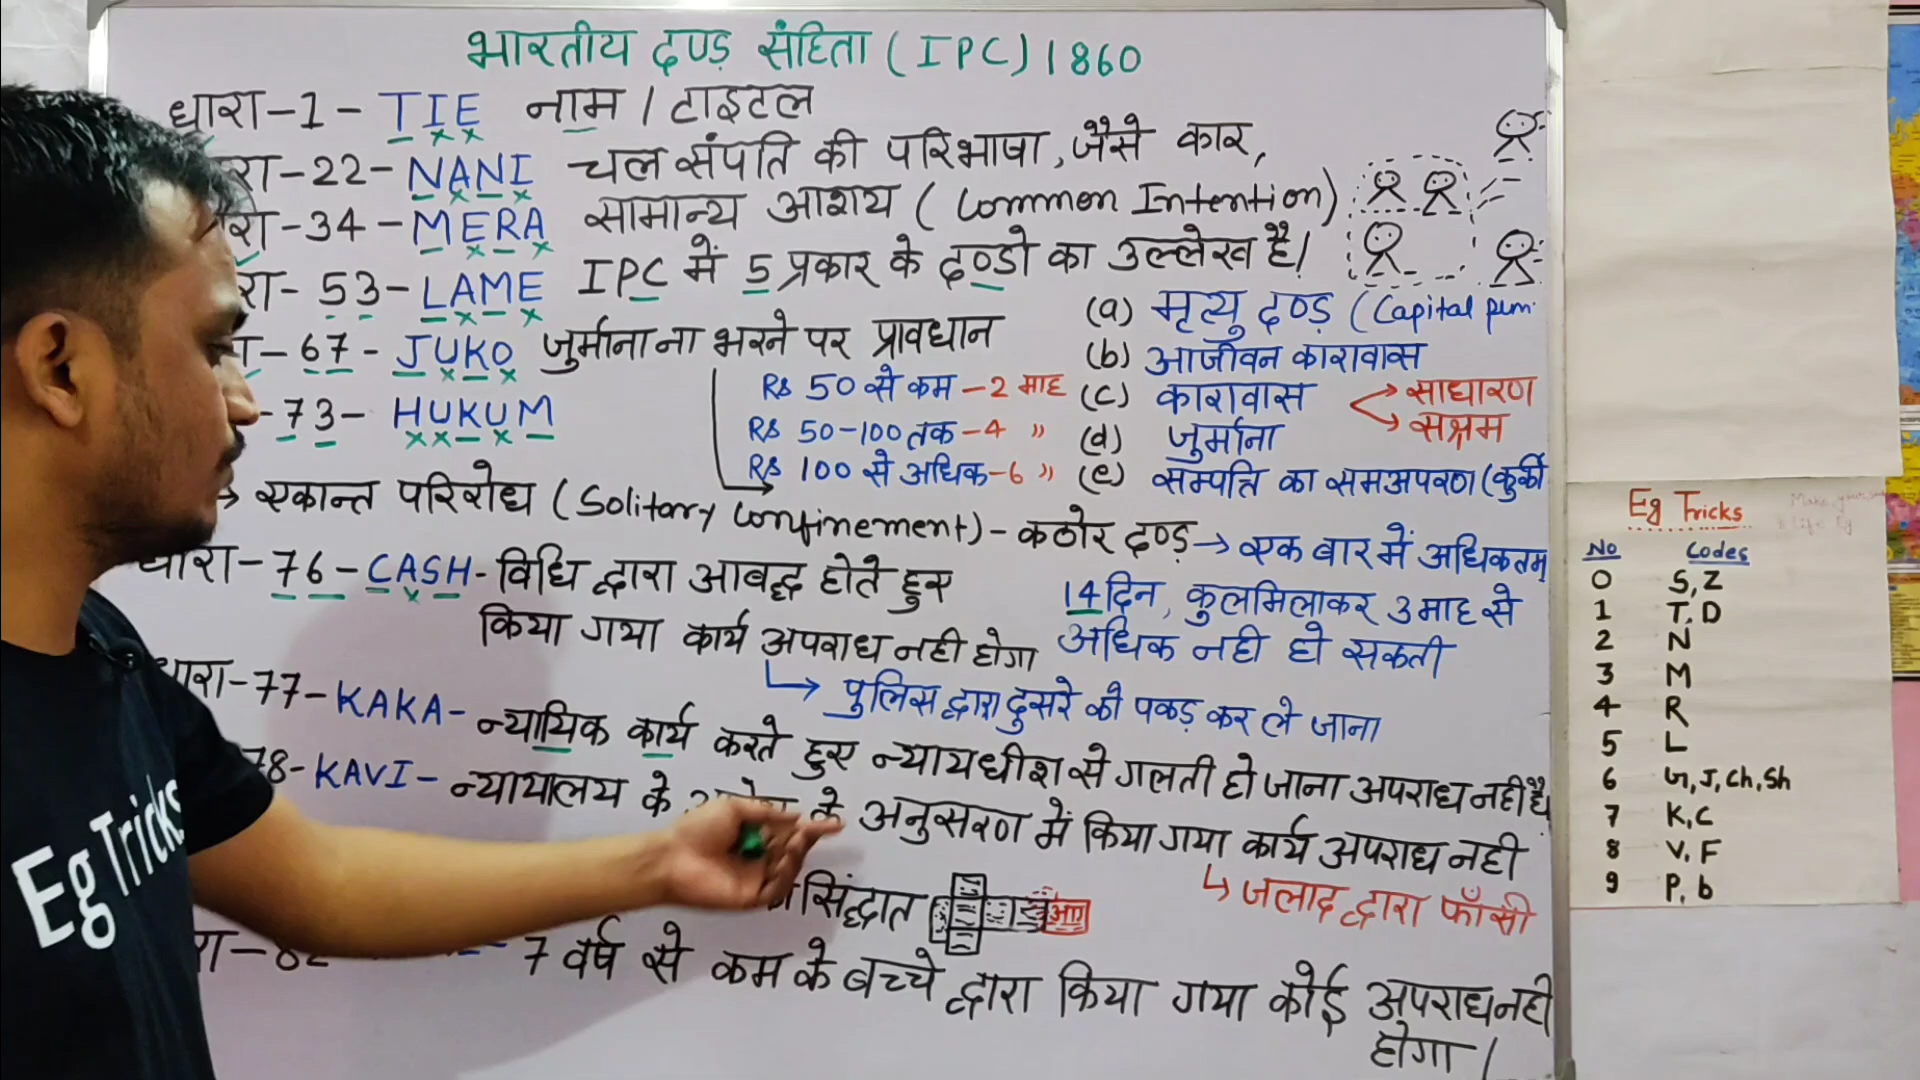 भारतीय दण्ड़ संहिता ( IPC ) 1860
धारा-1- TIE नाम / टाइटल
रा-22- NANI चल संपति की परिभाषा, जैसे कार,
रा-34- MERA सामान्य आशय ( Common Intention )
रा- 53- LAME IPC में 5 प्रकार के दण्डो का उल्लेख है।
- 67- JUKO जुर्माना ना भरने पर प्रावधान
Rs 50 से कम - 2 माह
Rs 50-100 तक - 4 "
Rs 100 से अधिक - 6 "
(a) मृत्यु दण्ड़ ( Capital pun
(b) आजीवन कारावास
(c) कारावास
साधारण
सश्रम
(d) जुर्माना
(e) सम्पत्ति का समअपरण (कुर्की
-73- HUKUM
→ एकान्त परिरोध ( Solitary Confinement ) - कठोर दण्ड़ → एक बार में अधिकतम
14 दिन, कुलमिलाकर 3 माह से
अधिक नही हो सकती
धारा-76- CASH- विधि द्वारा आबद्ध होते हुए
किया गया कार्य अपराध नही होगा
→ पुलिस द्वारा दुसरे को पकड़ कर ले जाना
धारा-77- KAKA- न्यायिक कार्य करते हुए न्यायधीश से गलती हो जाना अपराध नही है
78- KAVI- न्यायालय के के अनुसरण में किया गया कार्य अपराध नही
↳ जलाद द्वारा फाँसी
सिंद्धात
7 वर्ष से कम के बच्चे द्वारा किया गया कोई अपराध नही
होगा।
Eg Tricks
Eg Tricks
No Codes
0 S, Z
1 T, D
2 N
3 M
4 R
5 L
6 G, J, Ch, Sh
7 K, C
8 V, F
9 P, b